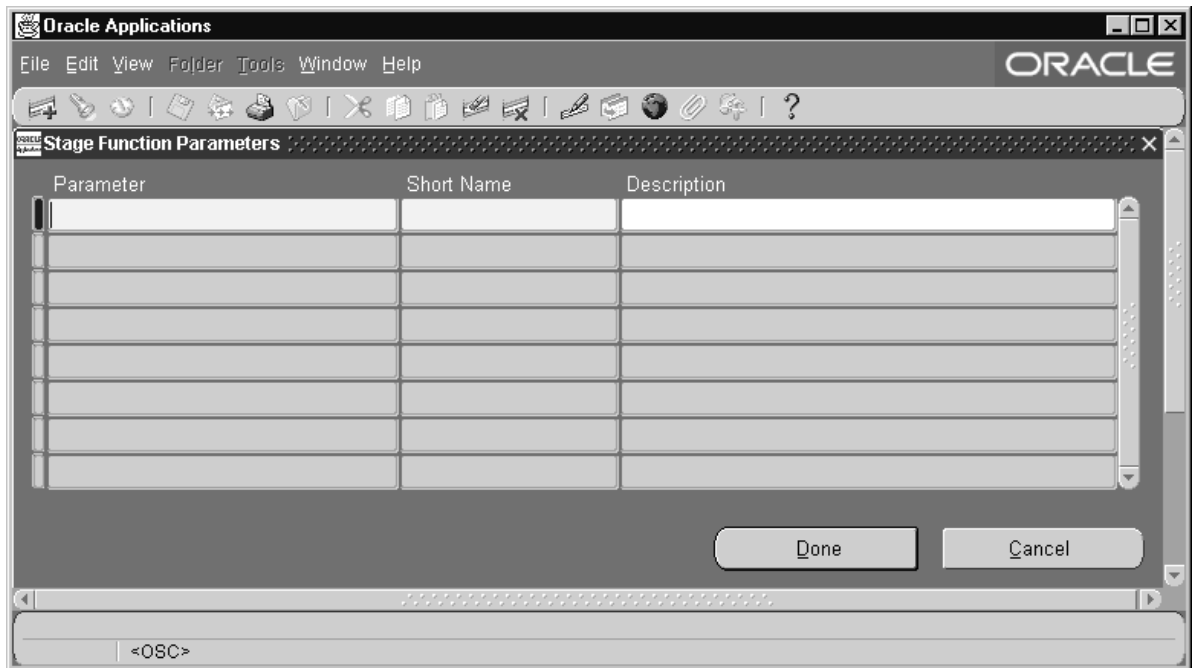 Oracle Applications
File Edit View Folder Tools Window Help
ORACLE
Stage Function Parameters
Parameter Short Name Description
Done Cancel
<OSC>